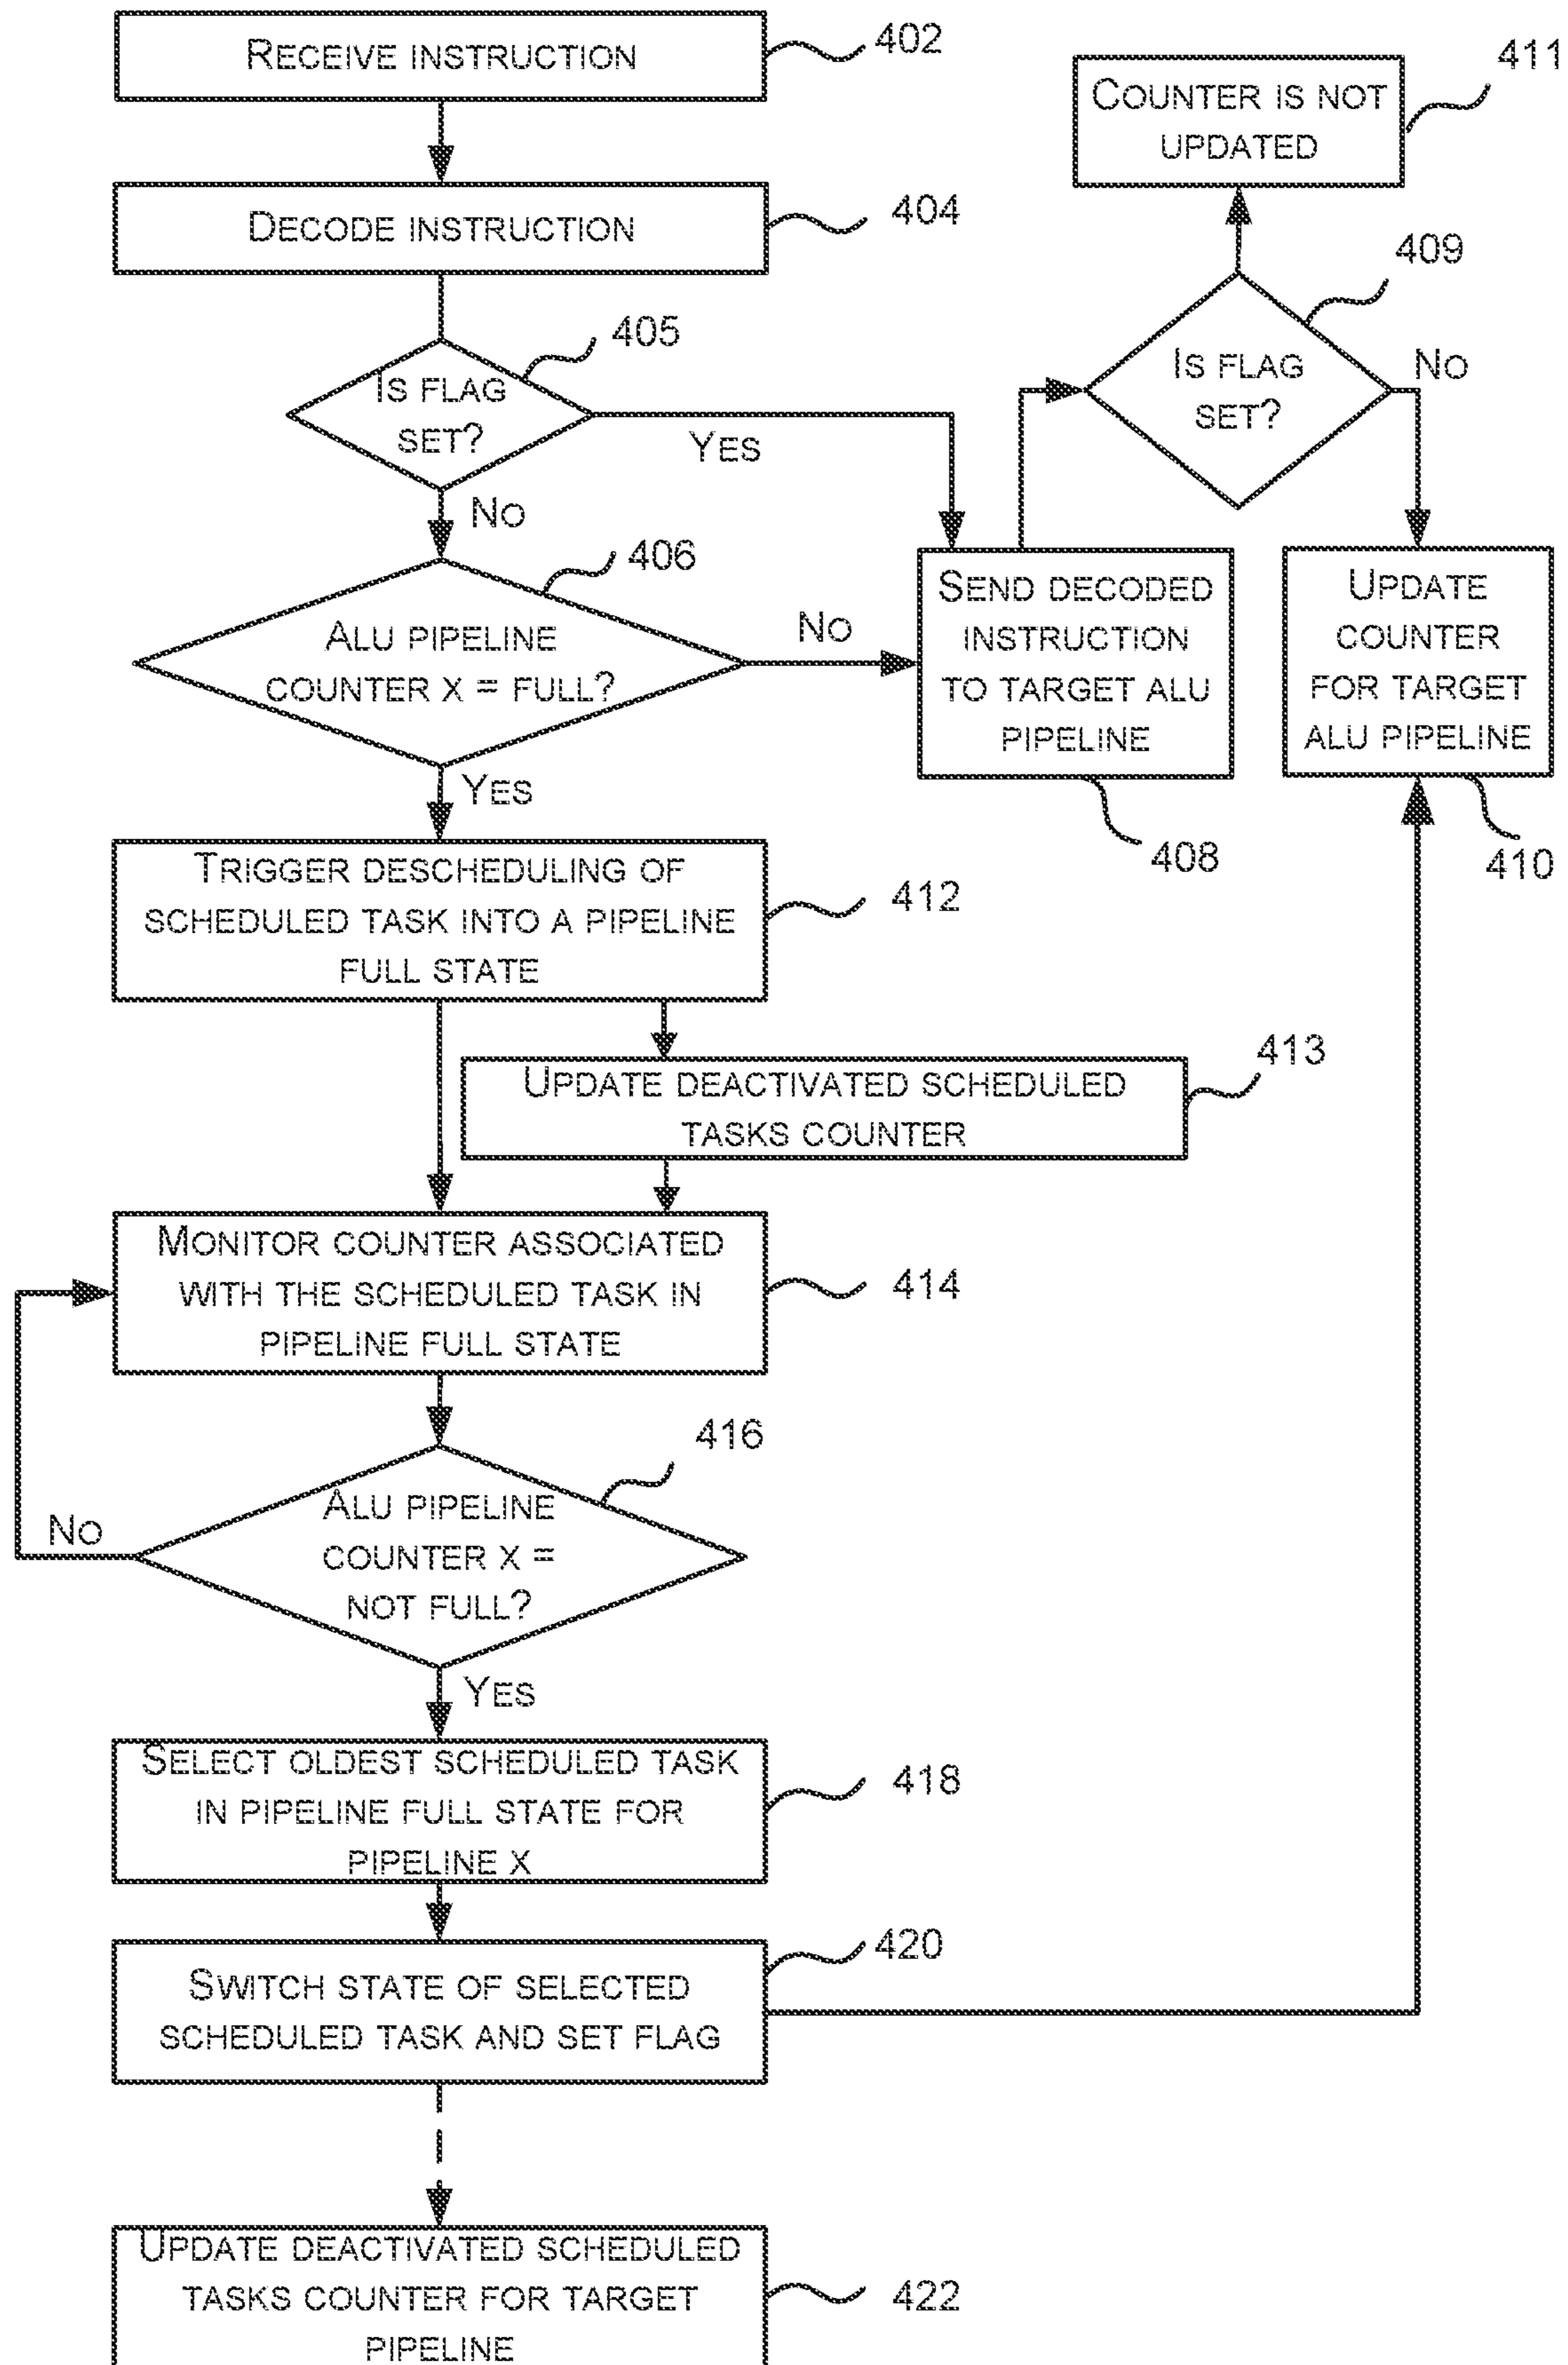 RECEIVE INSTRUCTION
402
DECODE INSTRUCTION
404
405
IS FLAG
SET?
YES
NO
406
ALU PIPELINE
COUNTER X = FULL?
NO
YES
COUNTER IS NOT
UPDATED
411
409
IS FLAG
SET?
NO
SEND DECODED
INSTRUCTION
TO TARGET ALU
PIPELINE
408
UPDATE
COUNTER
FOR TARGET
ALU PIPELINE
410
TRIGGER DESCHEDULING OF
SCHEDULED TASK INTO A PIPELINE
FULL STATE
412
UPDATE DEACTIVATED SCHEDULED
TASKS COUNTER
413
MONITOR COUNTER ASSOCIATED
WITH THE SCHEDULED TASK IN
PIPELINE FULL STATE
414
416
ALU PIPELINE
COUNTER X =
NOT FULL?
NO
YES
SELECT OLDEST SCHEDULED TASK
IN PIPELINE FULL STATE FOR
PIPELINE X
418
SWITCH STATE OF SELECTED
SCHEDULED TASK AND SET FLAG
420
UPDATE DEACTIVATED SCHEDULED
TASKS COUNTER FOR TARGET
PIPELINE
422